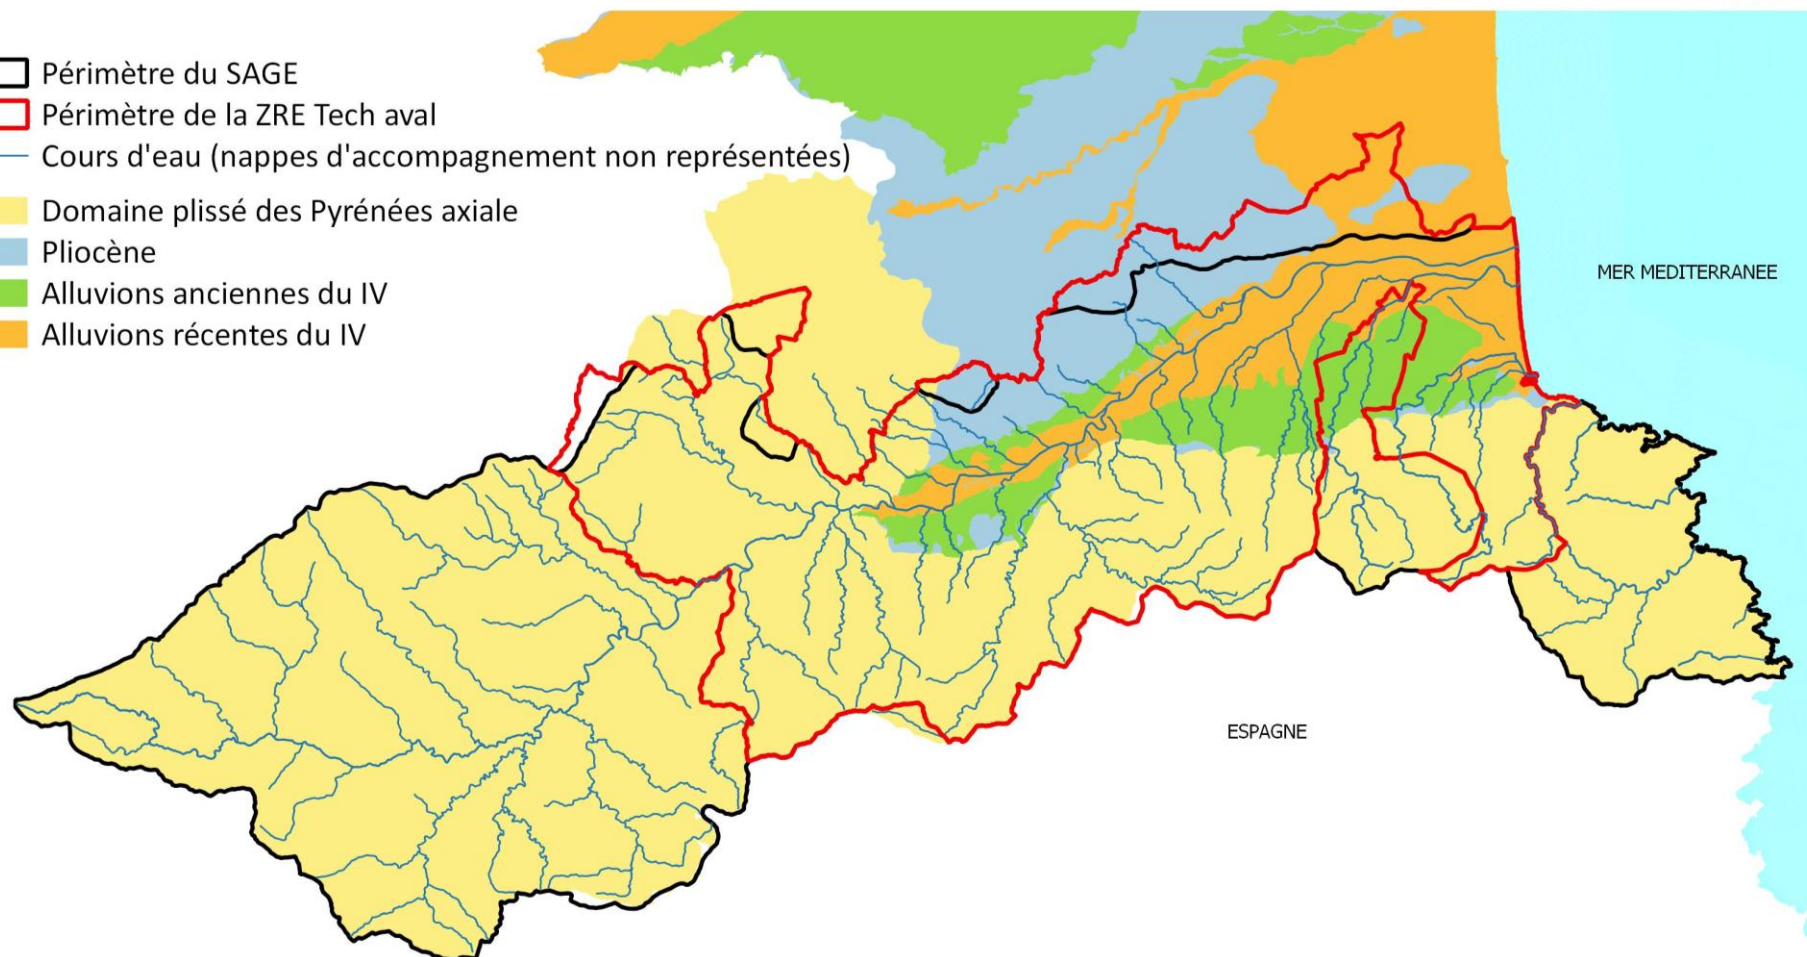 Périmètre du SAGE
Périmètre de la ZRE Tech aval
Cours d'eau (nappes d'accompagnement non représentées)
Domaine plissé des Pyrénées axiale
Pliocène
Alluvions anciennes du IV
Alluvions récentes du IV
MER MEDITERRANEE
ESPAGNE